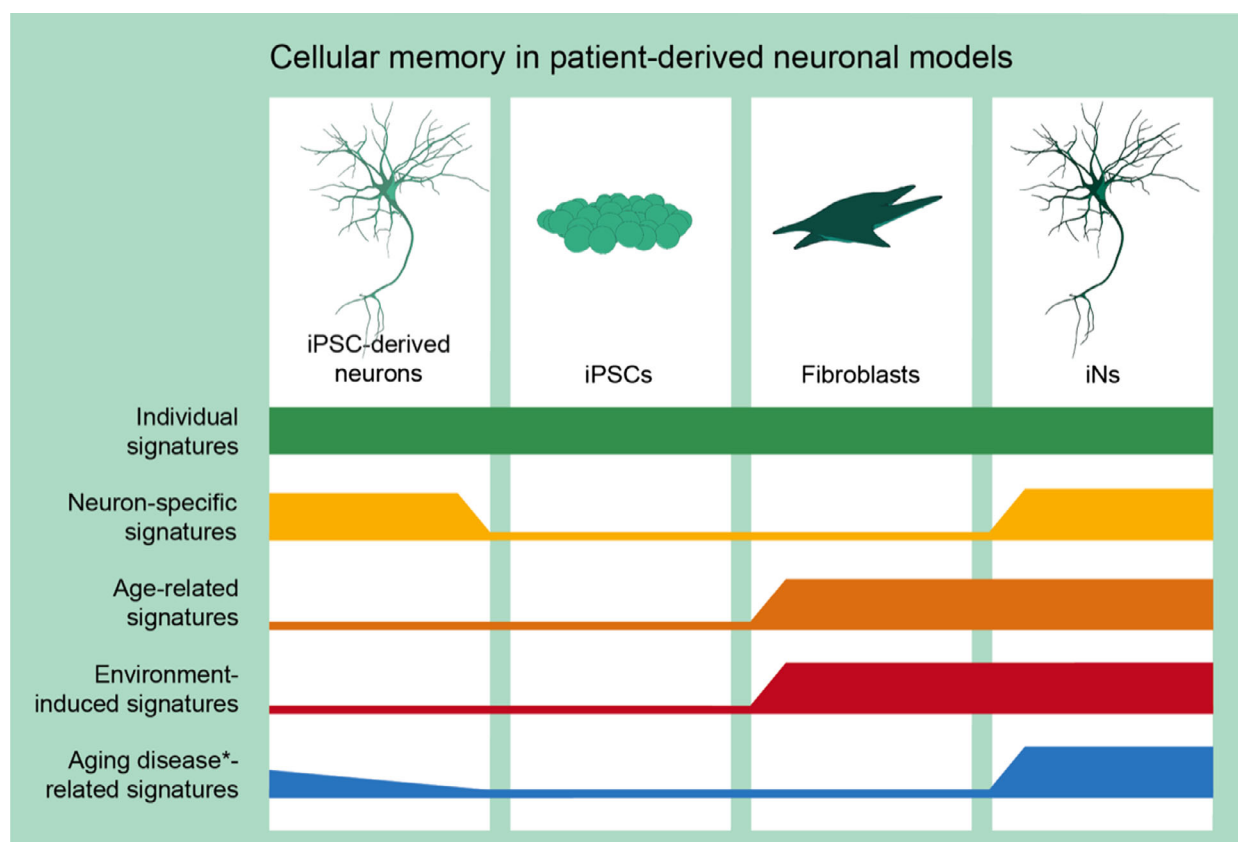 Cellular memory in patient-derived neuronal models
iPSC-derived
neurons
iPSCs
Fibroblasts
iNs
Individual
signatures
Neuron-specific
signatures
Age-related
signatures
Environment-
induced signatures
Aging disease*-
related signatures